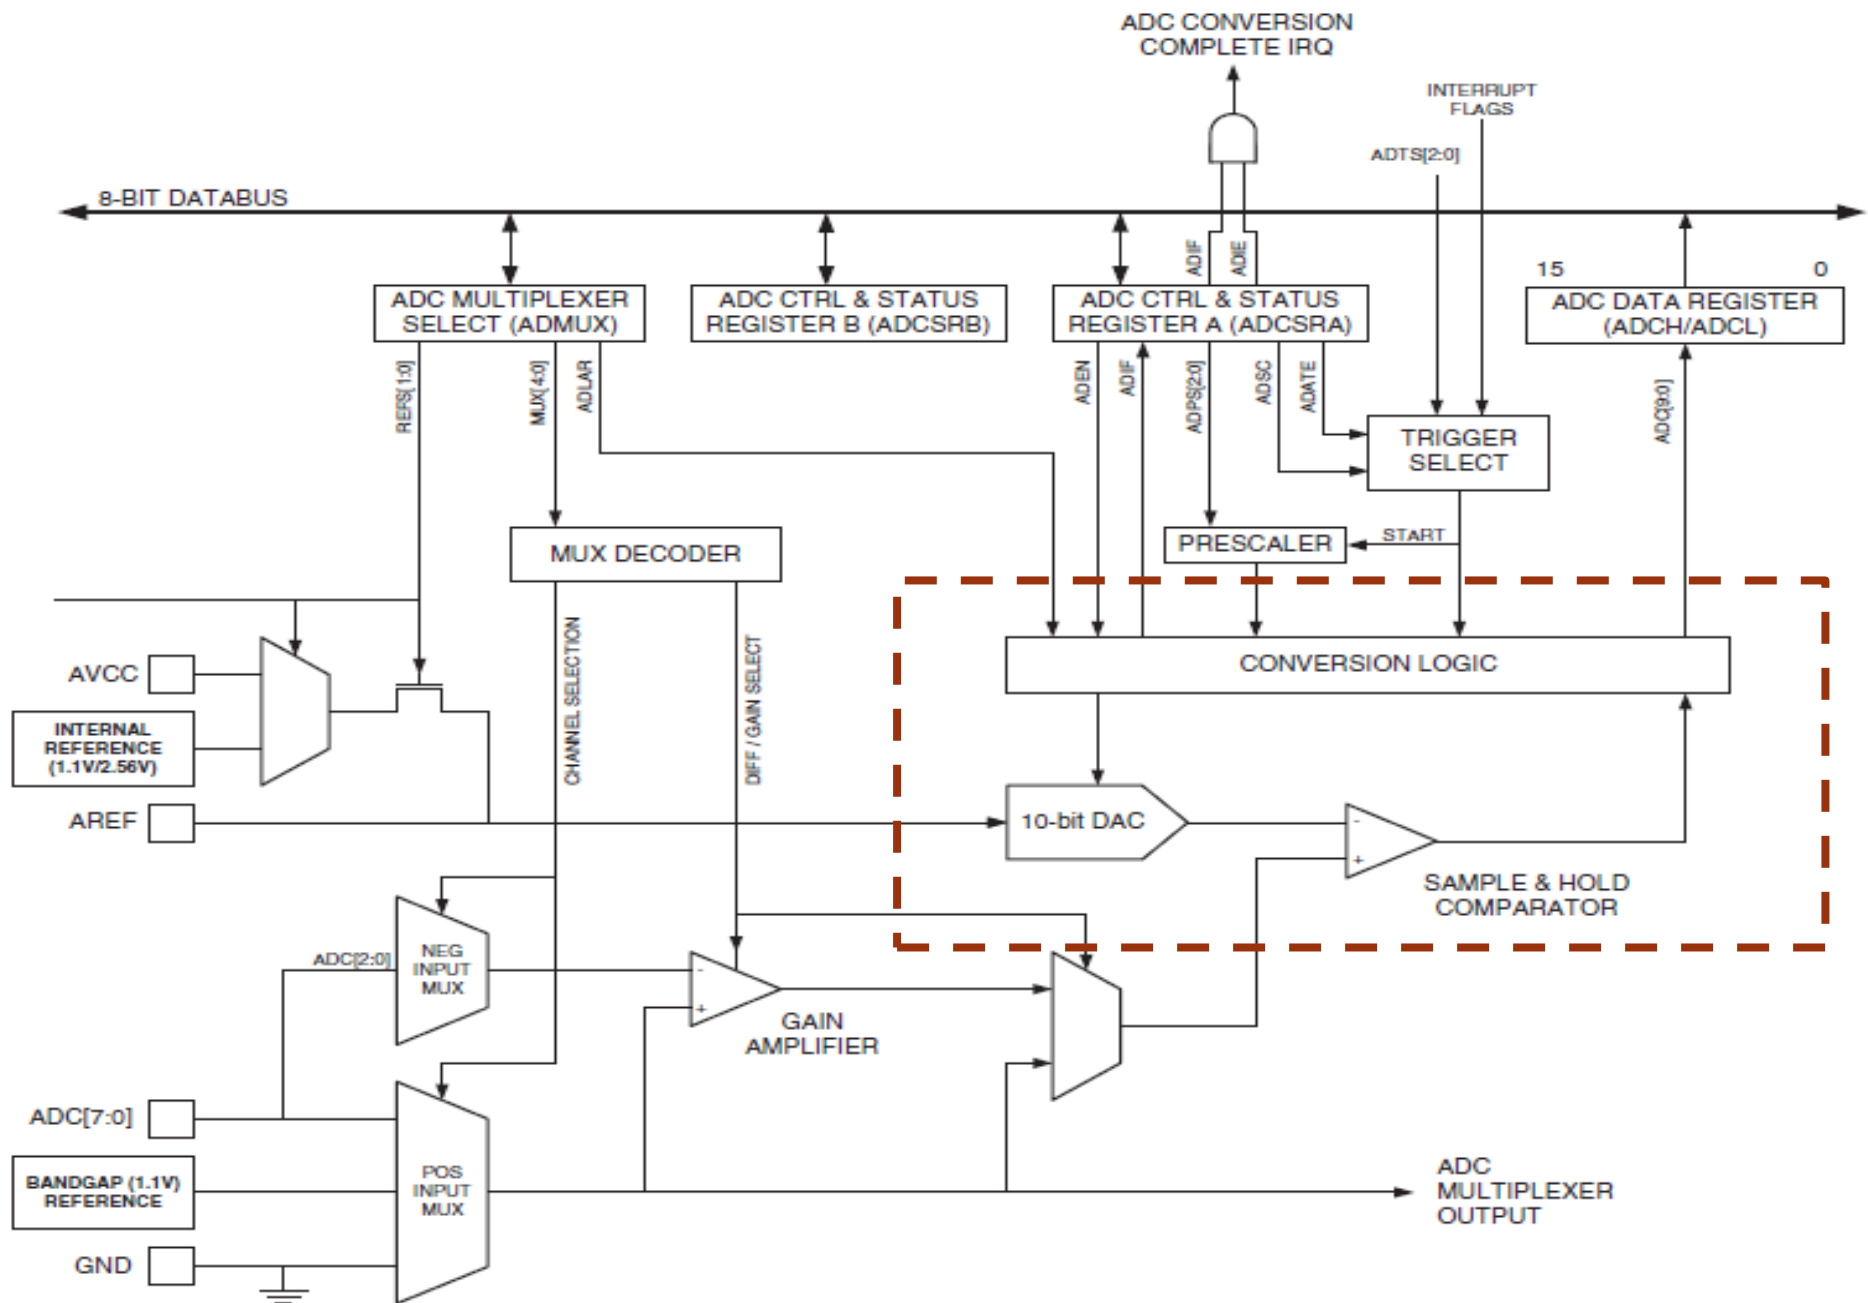 ADC CONVERSION
COMPLETE IRQ
INTERRUPT
FLAGS
ADTS[2:0]
8-BIT DATABUS
ADIF
ADIE
15
0
ADC MULTIPLEXER
SELECT (ADMUX)
ADC CTRL & STATUS
REGISTER B (ADCSRB)
ADC CTRL & STATUS
REGISTER A (ADCSRA)
ADC DATA REGISTER
(ADCH/ADCL)
REFS[1:0]
MUX[4:0]
ADLAR
ADEN
ADIF
ADPS[2:0]
ADSC
ADATE
ADC[9:0]
TRIGGER
SELECT
MUX DECODER
PRESCALER
START
CHANNEL SELECTION
DIFF / GAIN SELECT
CONVERSION LOGIC
AVCC
INTERNAL
REFERENCE
(1.1V/2.56V)
AREF
10-bit DAC
-
+
SAMPLE & HOLD
COMPARATOR
ADC[2:0]
NEG
INPUT
MUX
-
+
GAIN
AMPLIFIER
ADC[7:0]
BANDGAP (1.1V)
REFERENCE
POS
INPUT
MUX
ADC
MULTIPLEXER
OUTPUT
GND